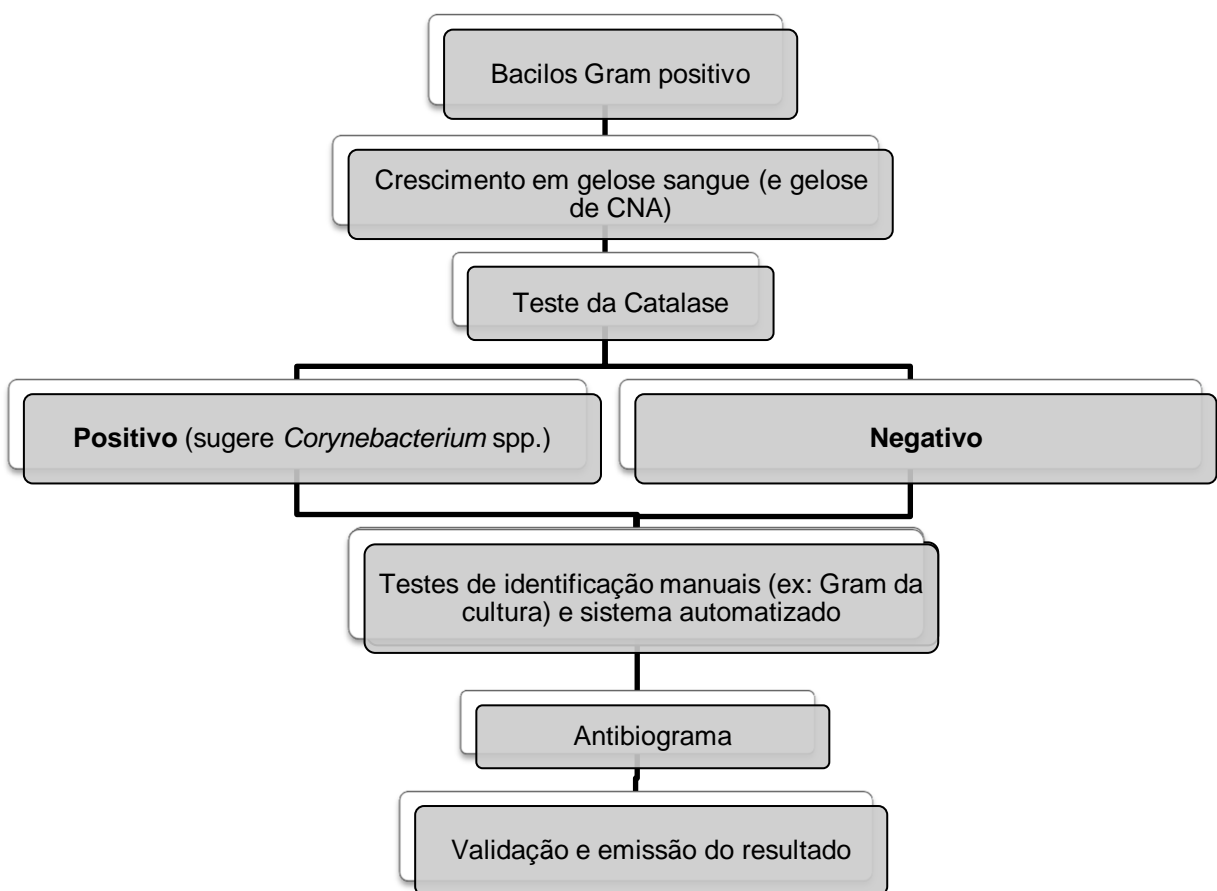 Bacilos Gram positivo
Crescimento em gelose sangue (e gelose
de CNA)
Teste da Catalase
Positivo (sugere Corynebacterium spp.)
Negativo
Testes de identificação manuais (ex: Gram da
cultura) e sistema automatizado
Antibiograma
Validação e emissão do resultado